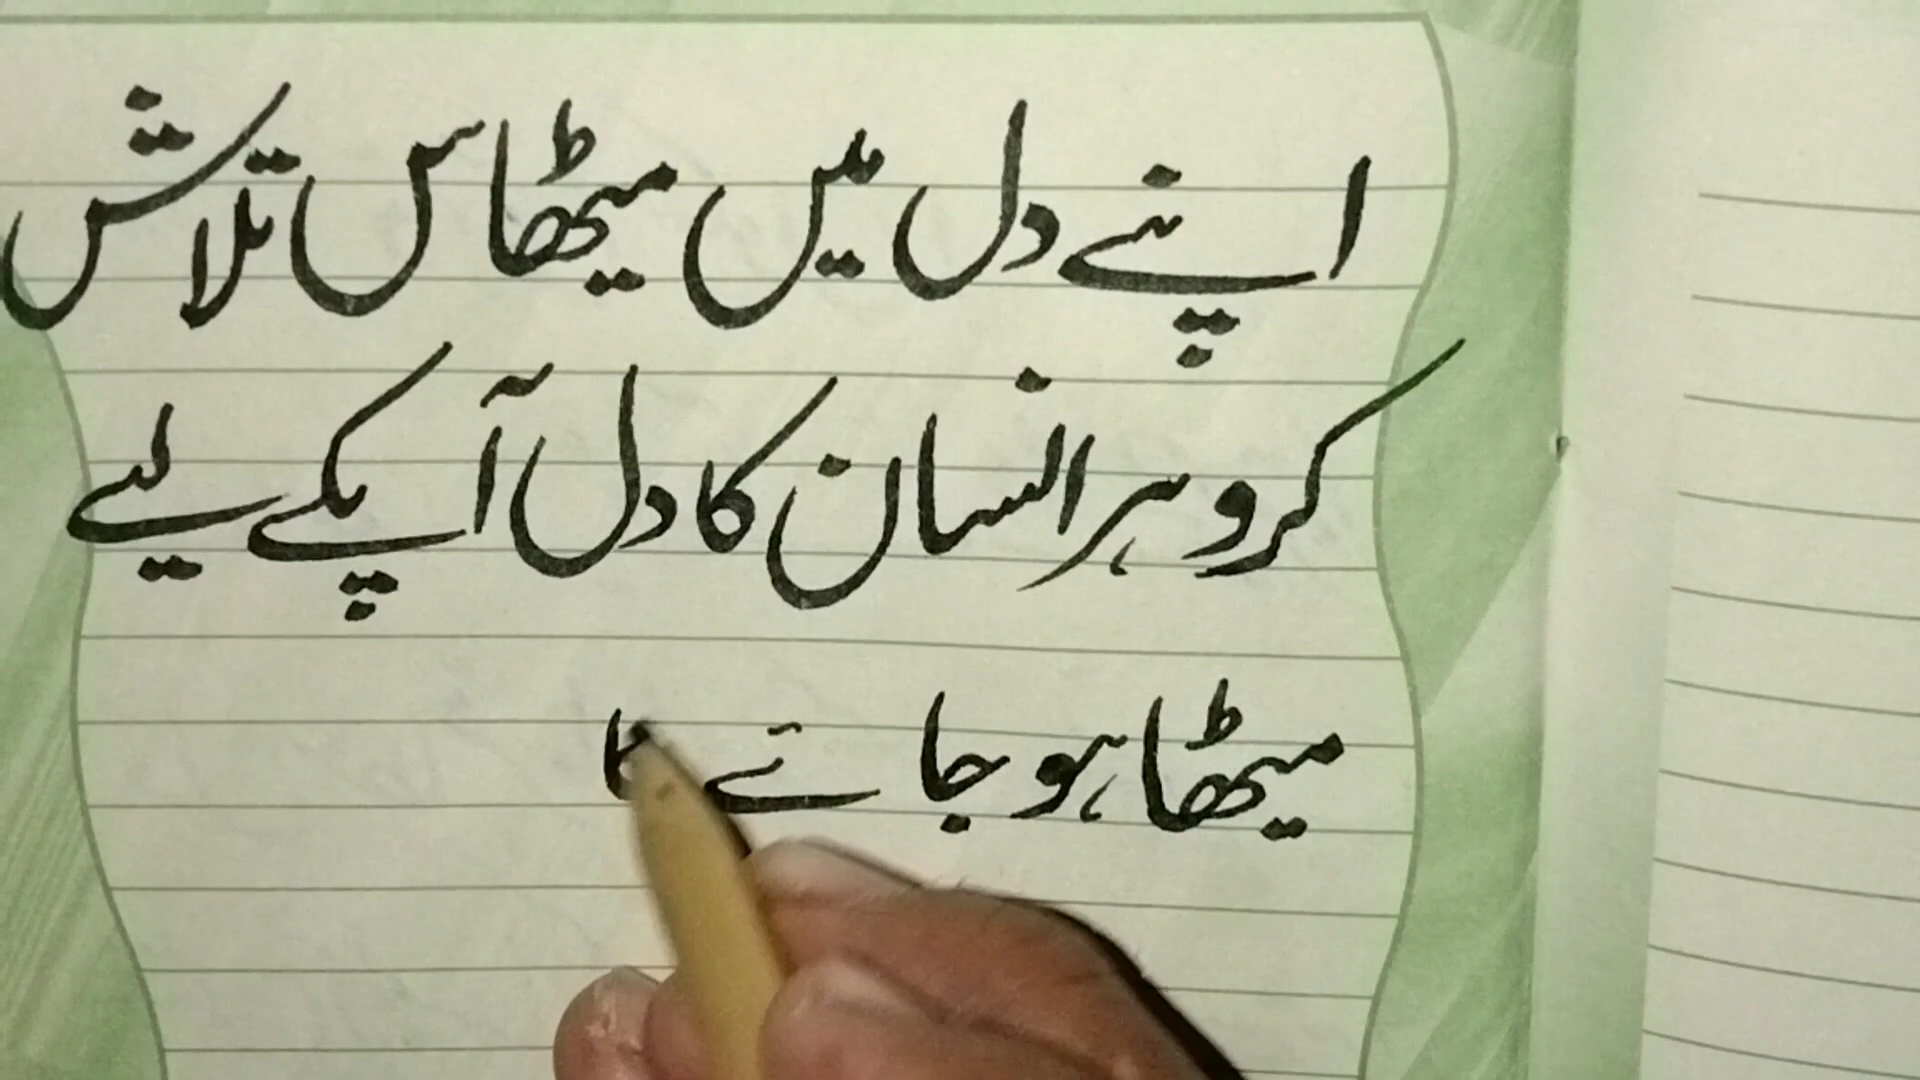 اپنے دل میں میٹھاس تلاش
کرو ہر انسان کا دل آپکے لیے
میٹھا ہو جائے